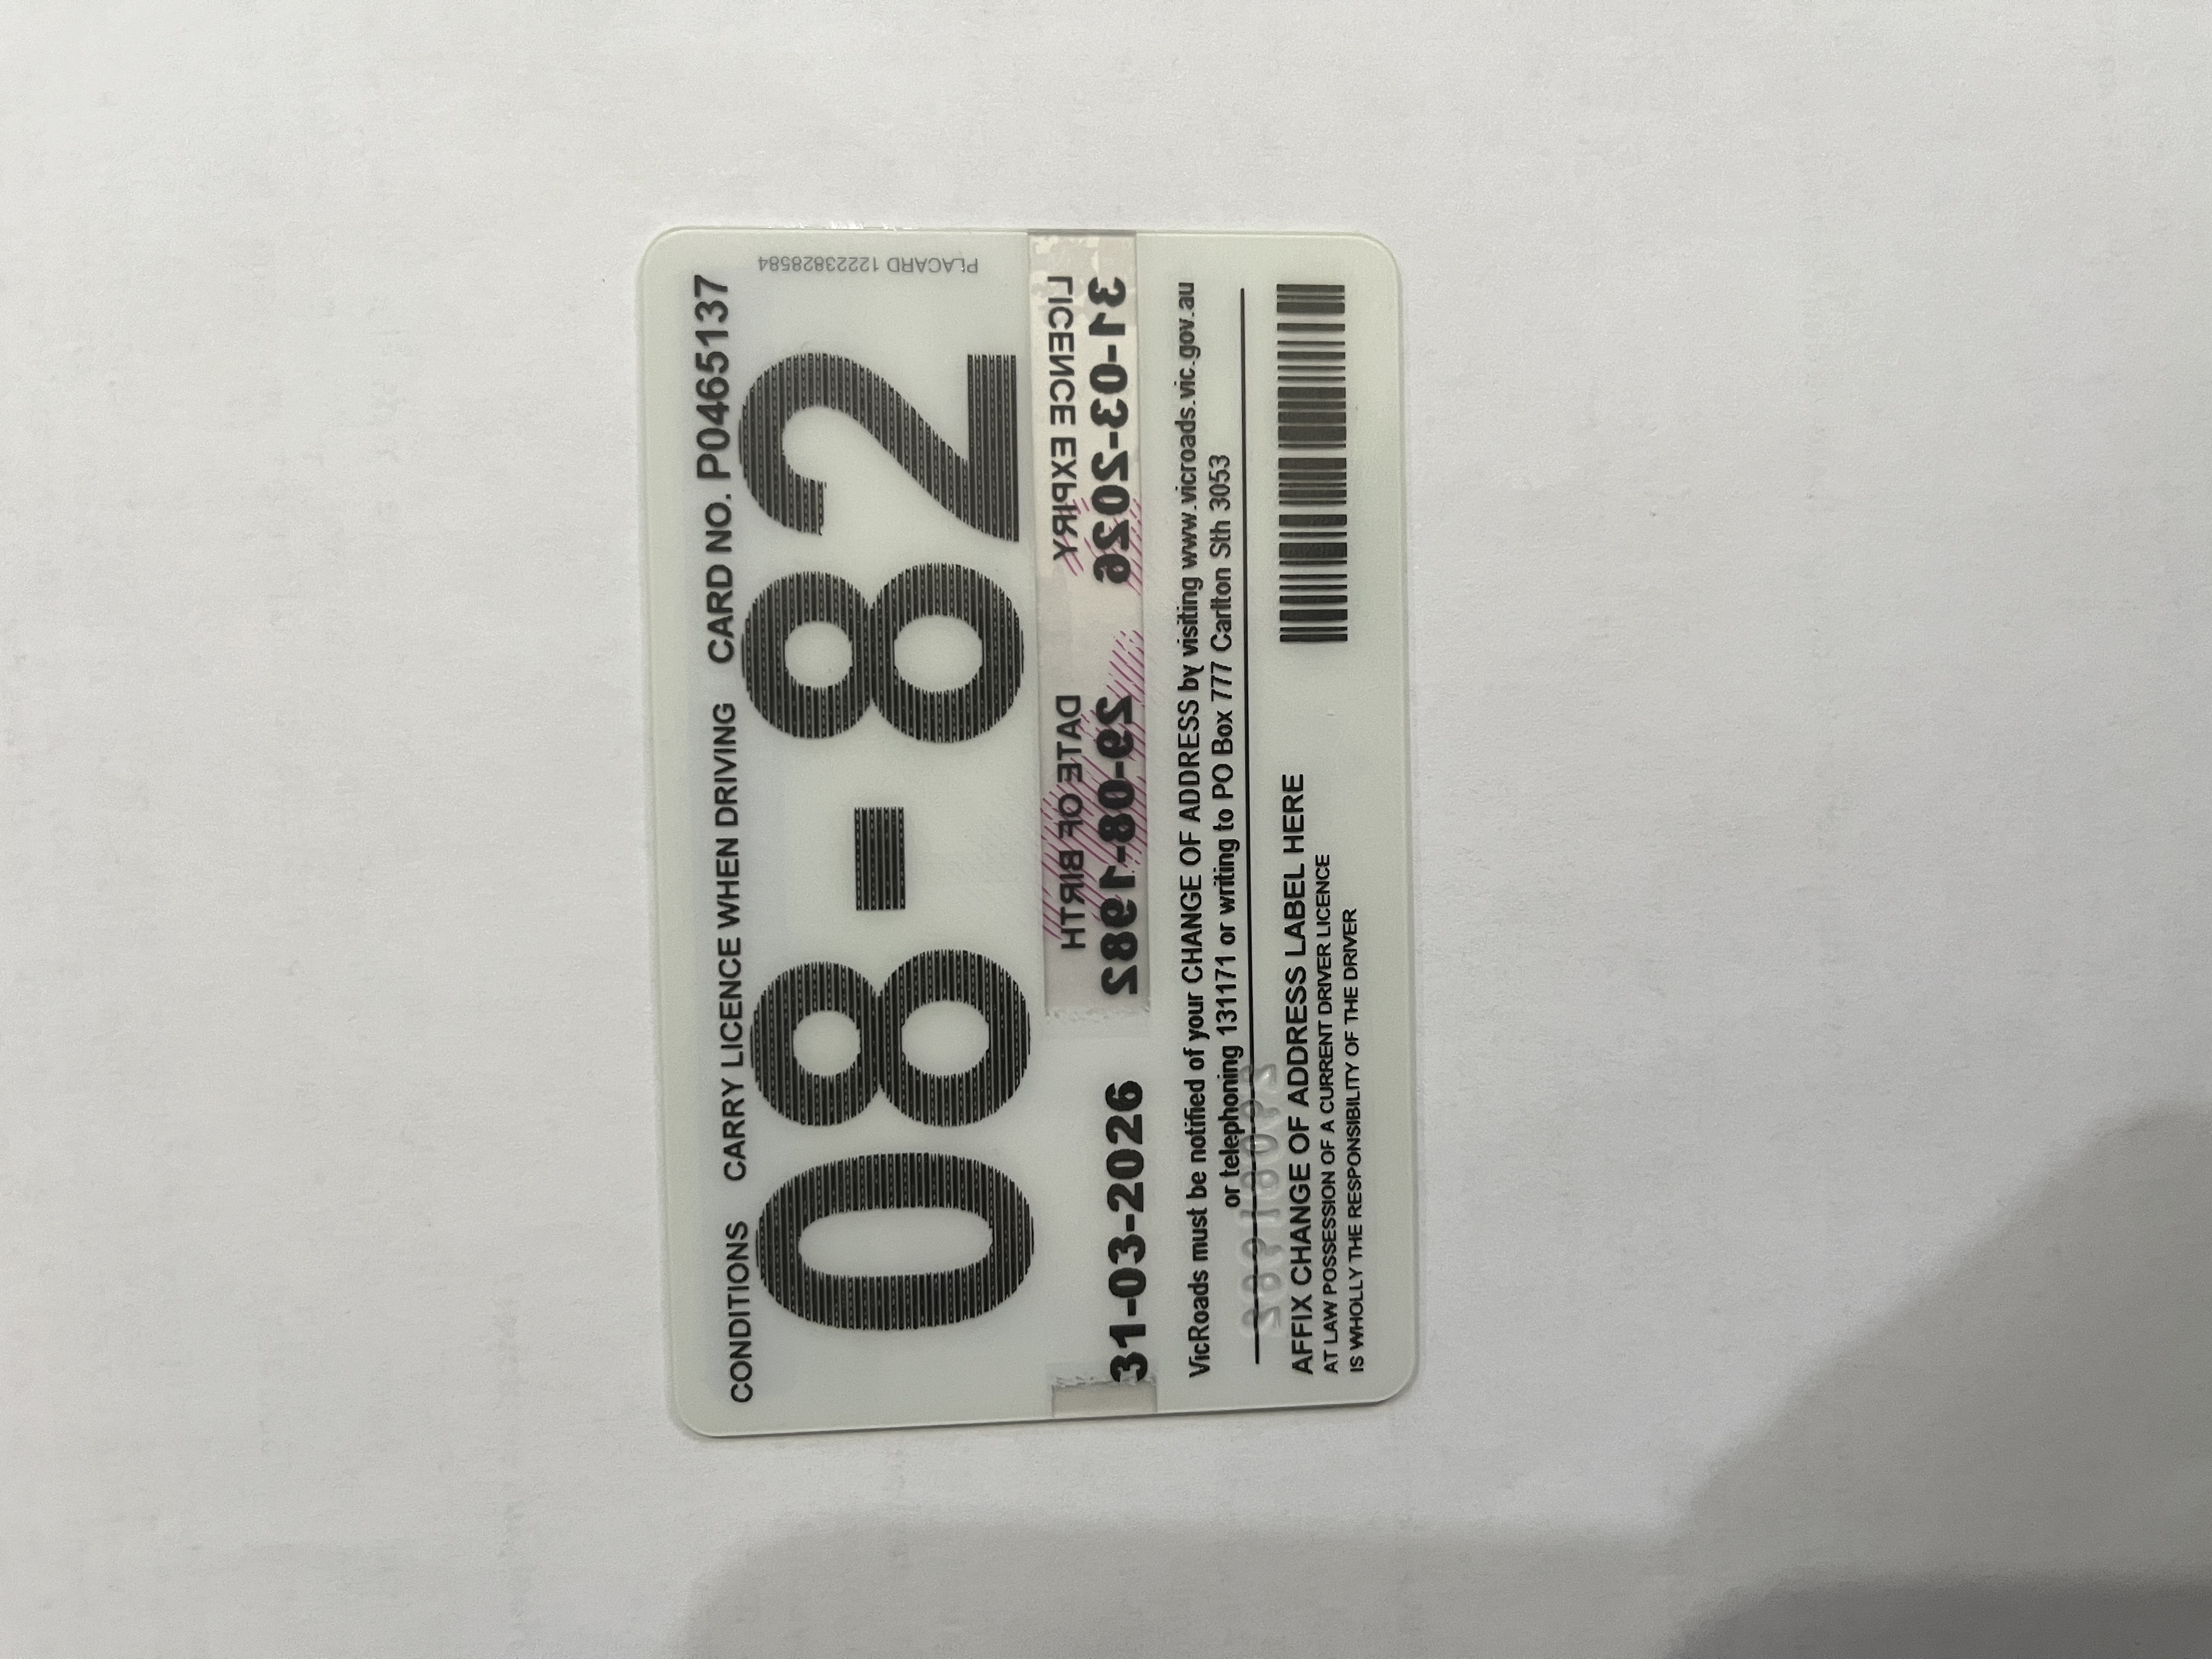 CONDITIONS CARRY LICENCE WHEN DRIVING CARD NO. P0465137
PLACARD 12223828584
08-82
LICENCE EXPIRY
31-03-2026
DATE OF BIRTH
29-08-1982
31-03-2026
VicRoads must be notified of your CHANGE OF ADDRESS by visiting www.vicroads.vic.gov.au
or telephoning 131171 or writing to PO Box 777 Carlton Sth 3053
AFFIX CHANGE OF ADDRESS LABEL HERE
AT LAW POSSESSION OF A CURRENT DRIVER LICENCE
IS WHOLLY THE RESPONSIBILITY OF THE DRIVER